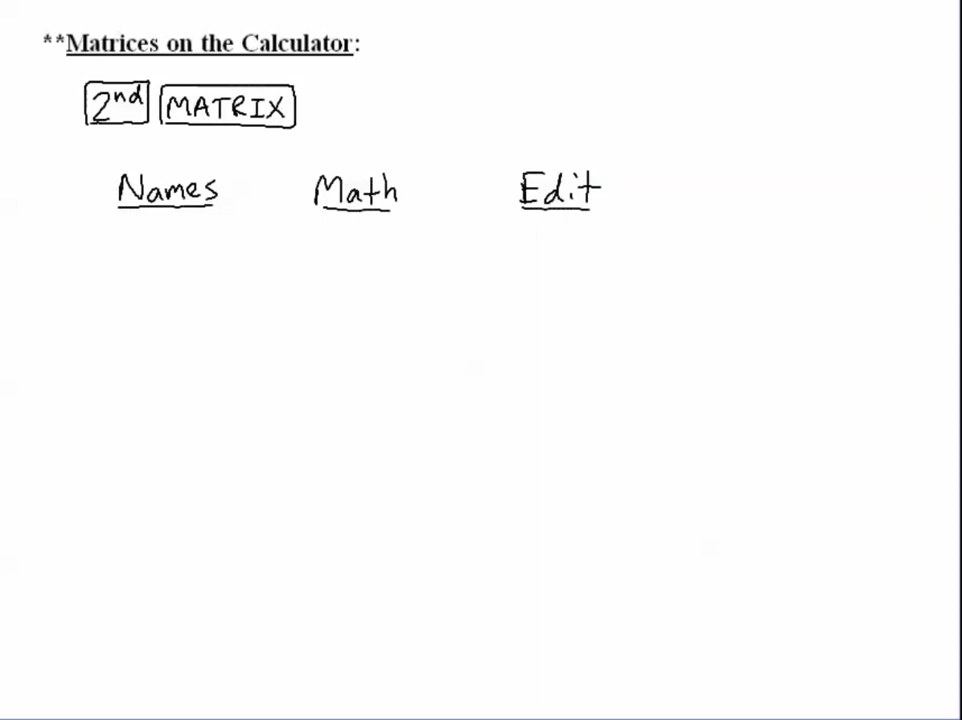 **Matrices on the Calculator:
2nd MATRIX
Names Math Edit